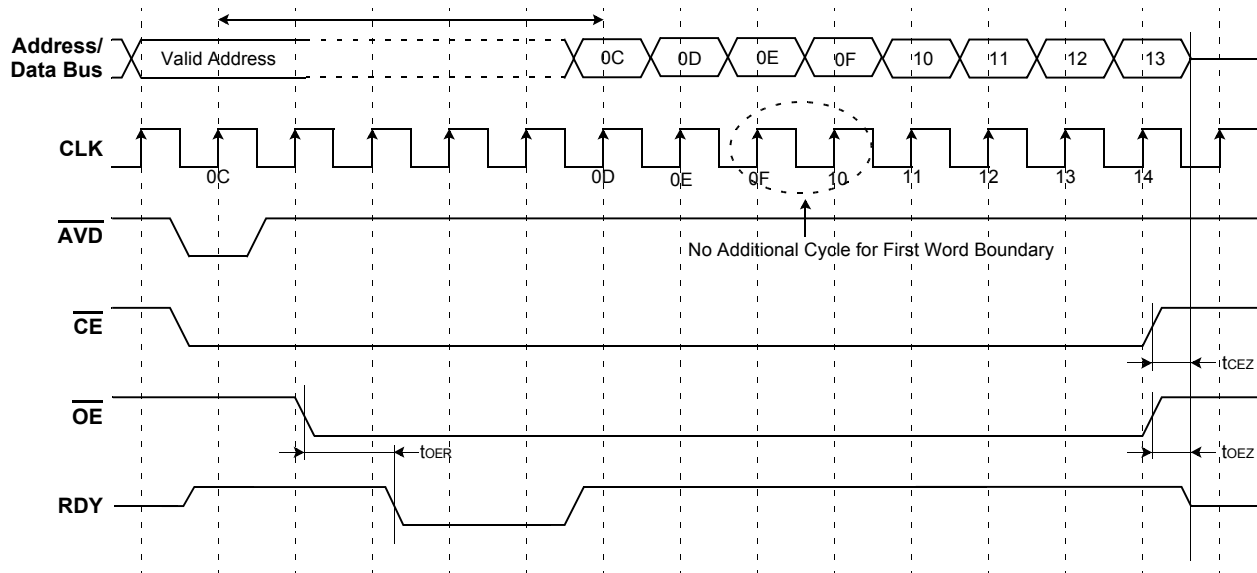 Address/
Data Bus
Valid Address
0C 0D 0E 0F 10 11 12 13
CLK
0C 0D 0E 0F 10 11 12 13 14
AVD
No Additional Cycle for First Word Boundary
CE
tCEZ
OE
tOER
tOEZ
RDY